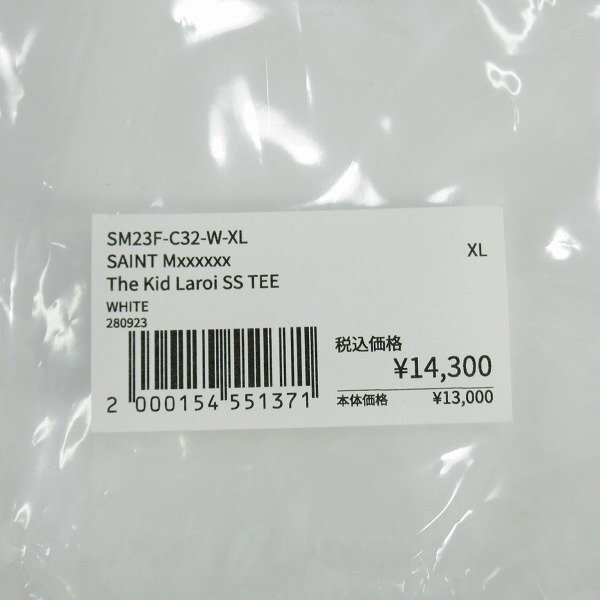 SM23F-C32-W-XL
XL
SAINT Mxxxxxx
The Kid Laroi SS TEE
WHITE
280923
2 000154 551371
税込価格
¥14,300
本体価格 ¥13,000